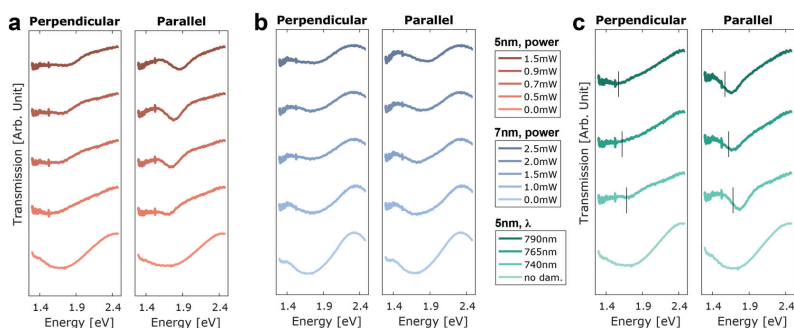 a
Perpendicular
Parallel
Transmission [Arb. Unit]
1.4 1.9 2.4
1.4 1.9 2.4
Energy [eV]
Energy [eV]
b
Perpendicular
Parallel
1.4 1.9 2.4
1.4 1.9 2.4
Energy [eV]
Energy [eV]
5nm, power
1.5mW
0.9mW
0.7mW
0.5mW
0.0mW
7nm, power
2.5mW
2.0mW
1.5mW
1.0mW
0.0mW
5nm, λ
790nm
765nm
740nm
no dam.
c
Perpendicular
Parallel
Transmission [Arb. Unit]
1.4 1.9 2.4
1.4 1.9 2.4
Energy [eV]
Energy [eV]